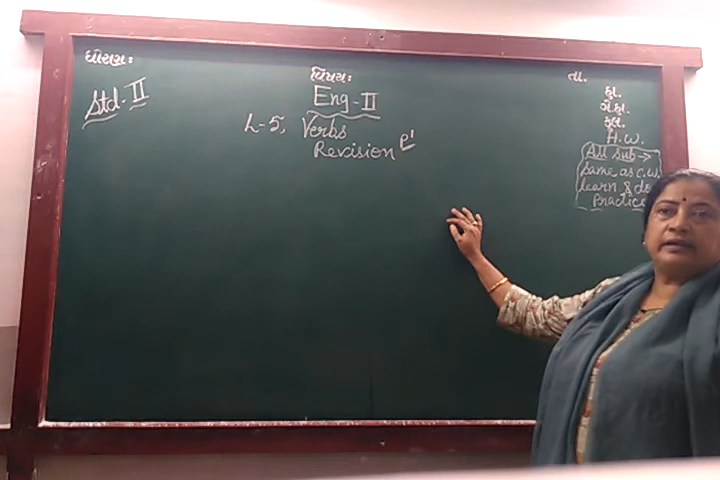 ધોરણઃ
વિષયઃ
તા.
Std-II
Eng-II
L-5, Verbs
Revision
હા.
ગેહા.
કુલ.
H.W.
All Sub →
Same as c.w.
learn & do
Practice